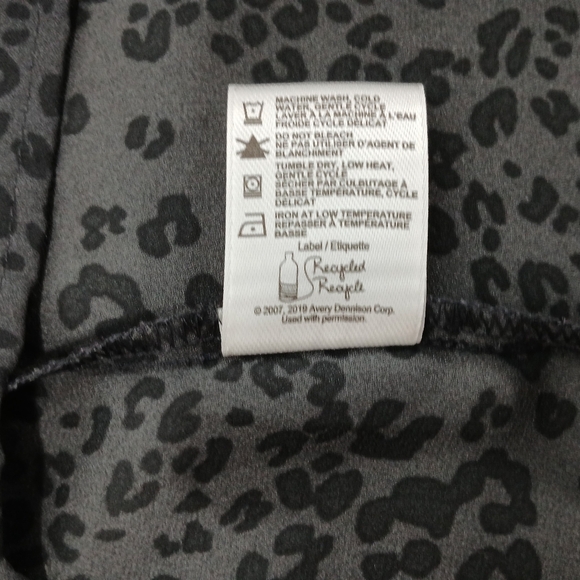 MACHINE WASH, COLD
WATER, GENTLE CYCLE
LAVER À LA MACHINE À L'EAU
FROIDE CYCLE DÉLICAT
DO NOT BLEACH
NE PAS UTILISER D'AGENT DE
BLANCHIMENT
TUMBLE DRY, LOW HEAT,
GENTLE CYCLE
SÉCHER PAR CULBUTAGE À
BASSE TEMPÉRATURE, CYCLE
DÉLICAT
IRON AT LOW TEMPERATURE
REPASSER À TEMPÉRATURE
BASSE
Label / Etiquette
Recycled
Recycle
© 2007, 2019 Avery Dennison Corp.
Used with permission.